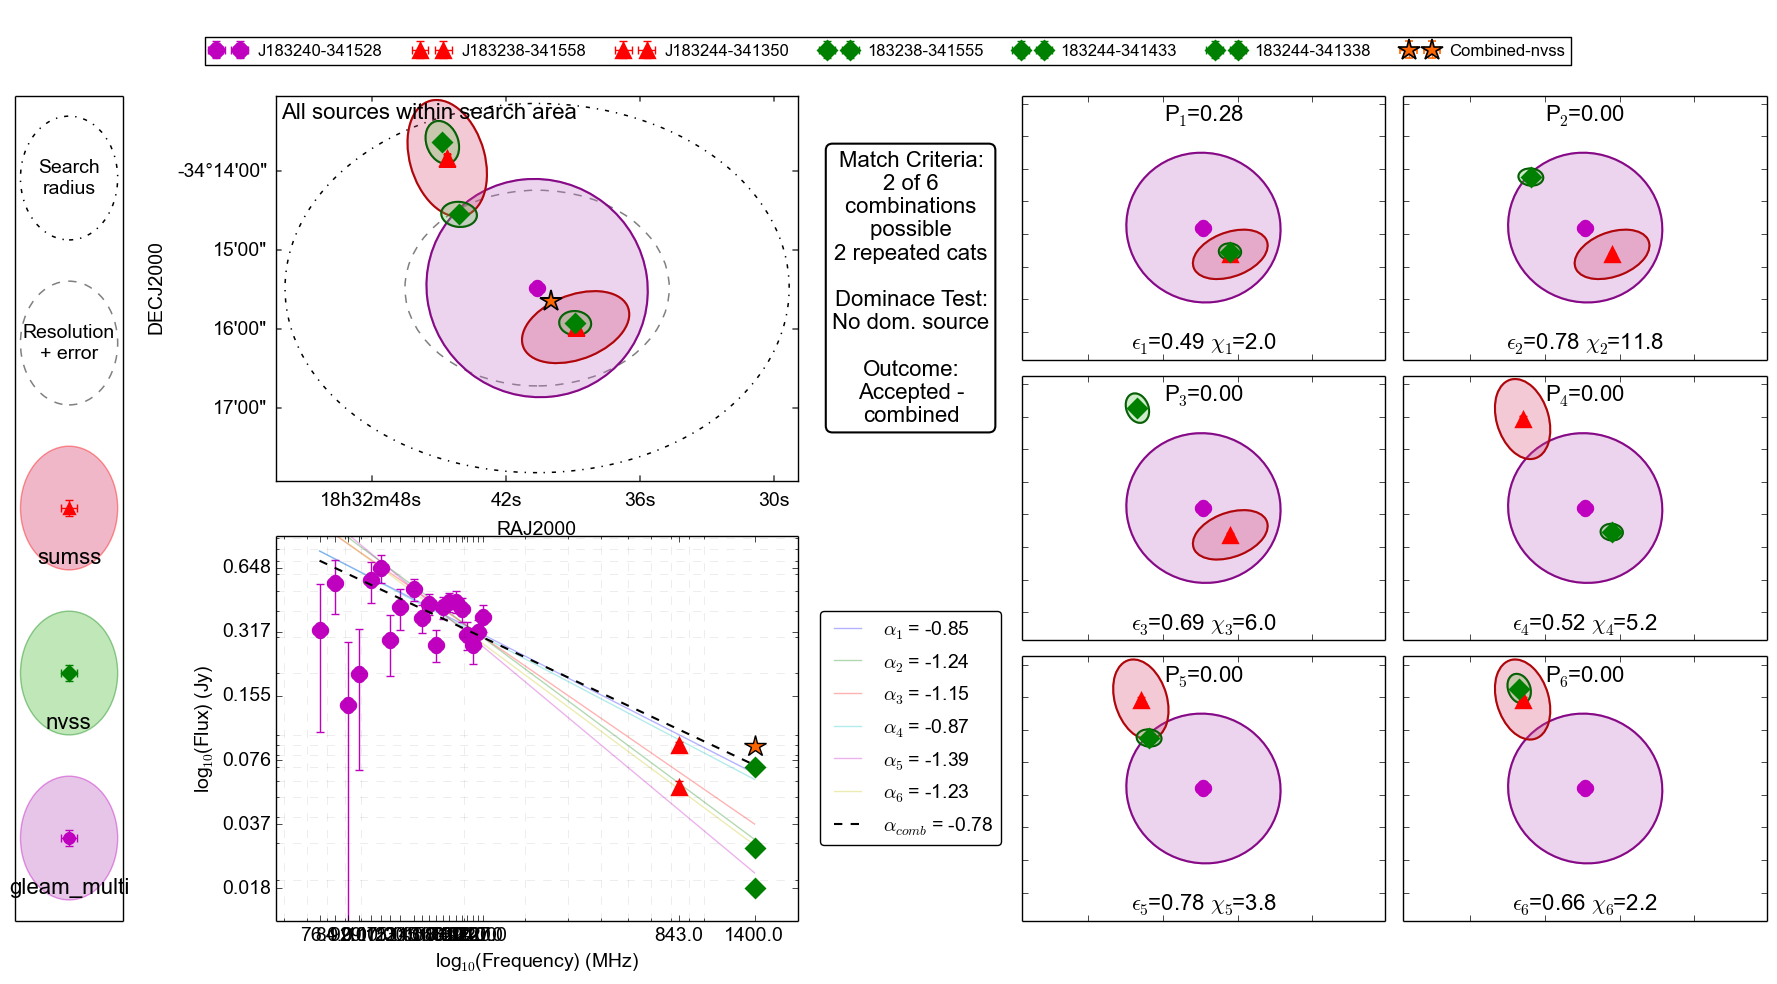 J183240-341528 J183238-341558 J183244-341350 183238-341555 183244-341433 183244-341338 Combined-nvss
Search
radius
Resolution
+ error
sumss
nvss
gleam_multi
All sources within search area
-34°14'00"
15'00"
16'00"
17'00"
DECJ2000
18h32m48s 42s 36s 30s
RAJ2000
0.648
0.317
0.155
0.076
0.037
0.018
log10(Flux) (Jy)
843.0 1400.0
log10(Frequency) (MHz)
Match Criteria:
2 of 6
combinations
possible
2 repeated cats
Dominace Test:
No dom. source
Outcome:
Accepted -
combined
α1 = -0.85
α2 = -1.24
α3 = -1.15
α4 = -0.87
α5 = -1.39
α6 = -1.23
αcomb = -0.78
P1=0.28
ϵ1=0.49 χ1=2.0
P2=0.00
ϵ2=0.78 χ2=11.8
P3=0.00
ϵ3=0.69 χ3=6.0
P4=0.00
ϵ4=0.52 χ4=5.2
P5=0.00
ϵ5=0.78 χ5=3.8
P6=0.00
ϵ6=0.66 χ6=2.2